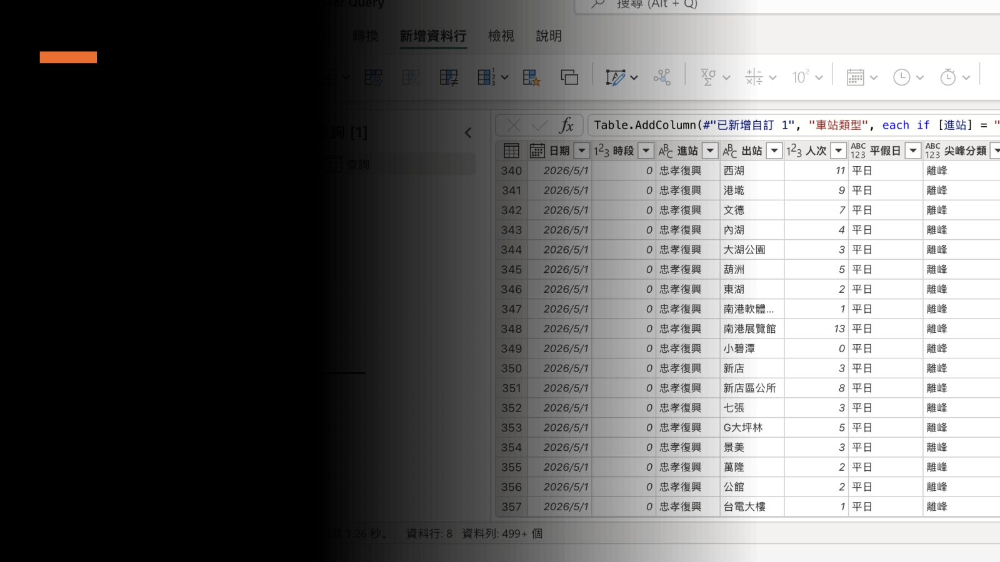 Query
搜尋 (Alt + Q)
轉換 新增資料行 檢視 說明
查詢 [1]
查詢
fx Table.AddColumn(#"已新增自訂 1", "車站類型", each if [進站] = "
日期 123 時段 ABC 進站 ABC 出站 123 人次 ABC 123 平假日 ABC 123 尖峰分類
340 2026/5/1 0 忠孝復興 西湖 11 平日 離峰
341 2026/5/1 0 忠孝復興 港墘 9 平日 離峰
342 2026/5/1 0 忠孝復興 文德 7 平日 離峰
343 2026/5/1 0 忠孝復興 內湖 4 平日 離峰
344 2026/5/1 0 忠孝復興 大湖公園 3 平日 離峰
345 2026/5/1 0 忠孝復興 葫洲 5 平日 離峰
346 2026/5/1 0 忠孝復興 東湖 2 平日 離峰
347 2026/5/1 0 忠孝復興 南港軟體... 1 平日 離峰
348 2026/5/1 0 忠孝復興 南港展覽館 13 平日 離峰
349 2026/5/1 0 忠孝復興 小碧潭 0 平日 離峰
350 2026/5/1 0 忠孝復興 新店 3 平日 離峰
351 2026/5/1 0 忠孝復興 新店區公所 8 平日 離峰
352 2026/5/1 0 忠孝復興 七張 3 平日 離峰
353 2026/5/1 0 忠孝復興 G大坪林 5 平日 離峰
354 2026/5/1 0 忠孝復興 景美 3 平日 離峰
355 2026/5/1 0 忠孝復興 萬隆 2 平日 離峰
356 2026/5/1 0 忠孝復興 公館 2 平日 離峰
357 2026/5/1 0 忠孝復興 台電大樓 1 平日 離峰
1.26 秒。 資料行: 8 資料列: 499+ 個